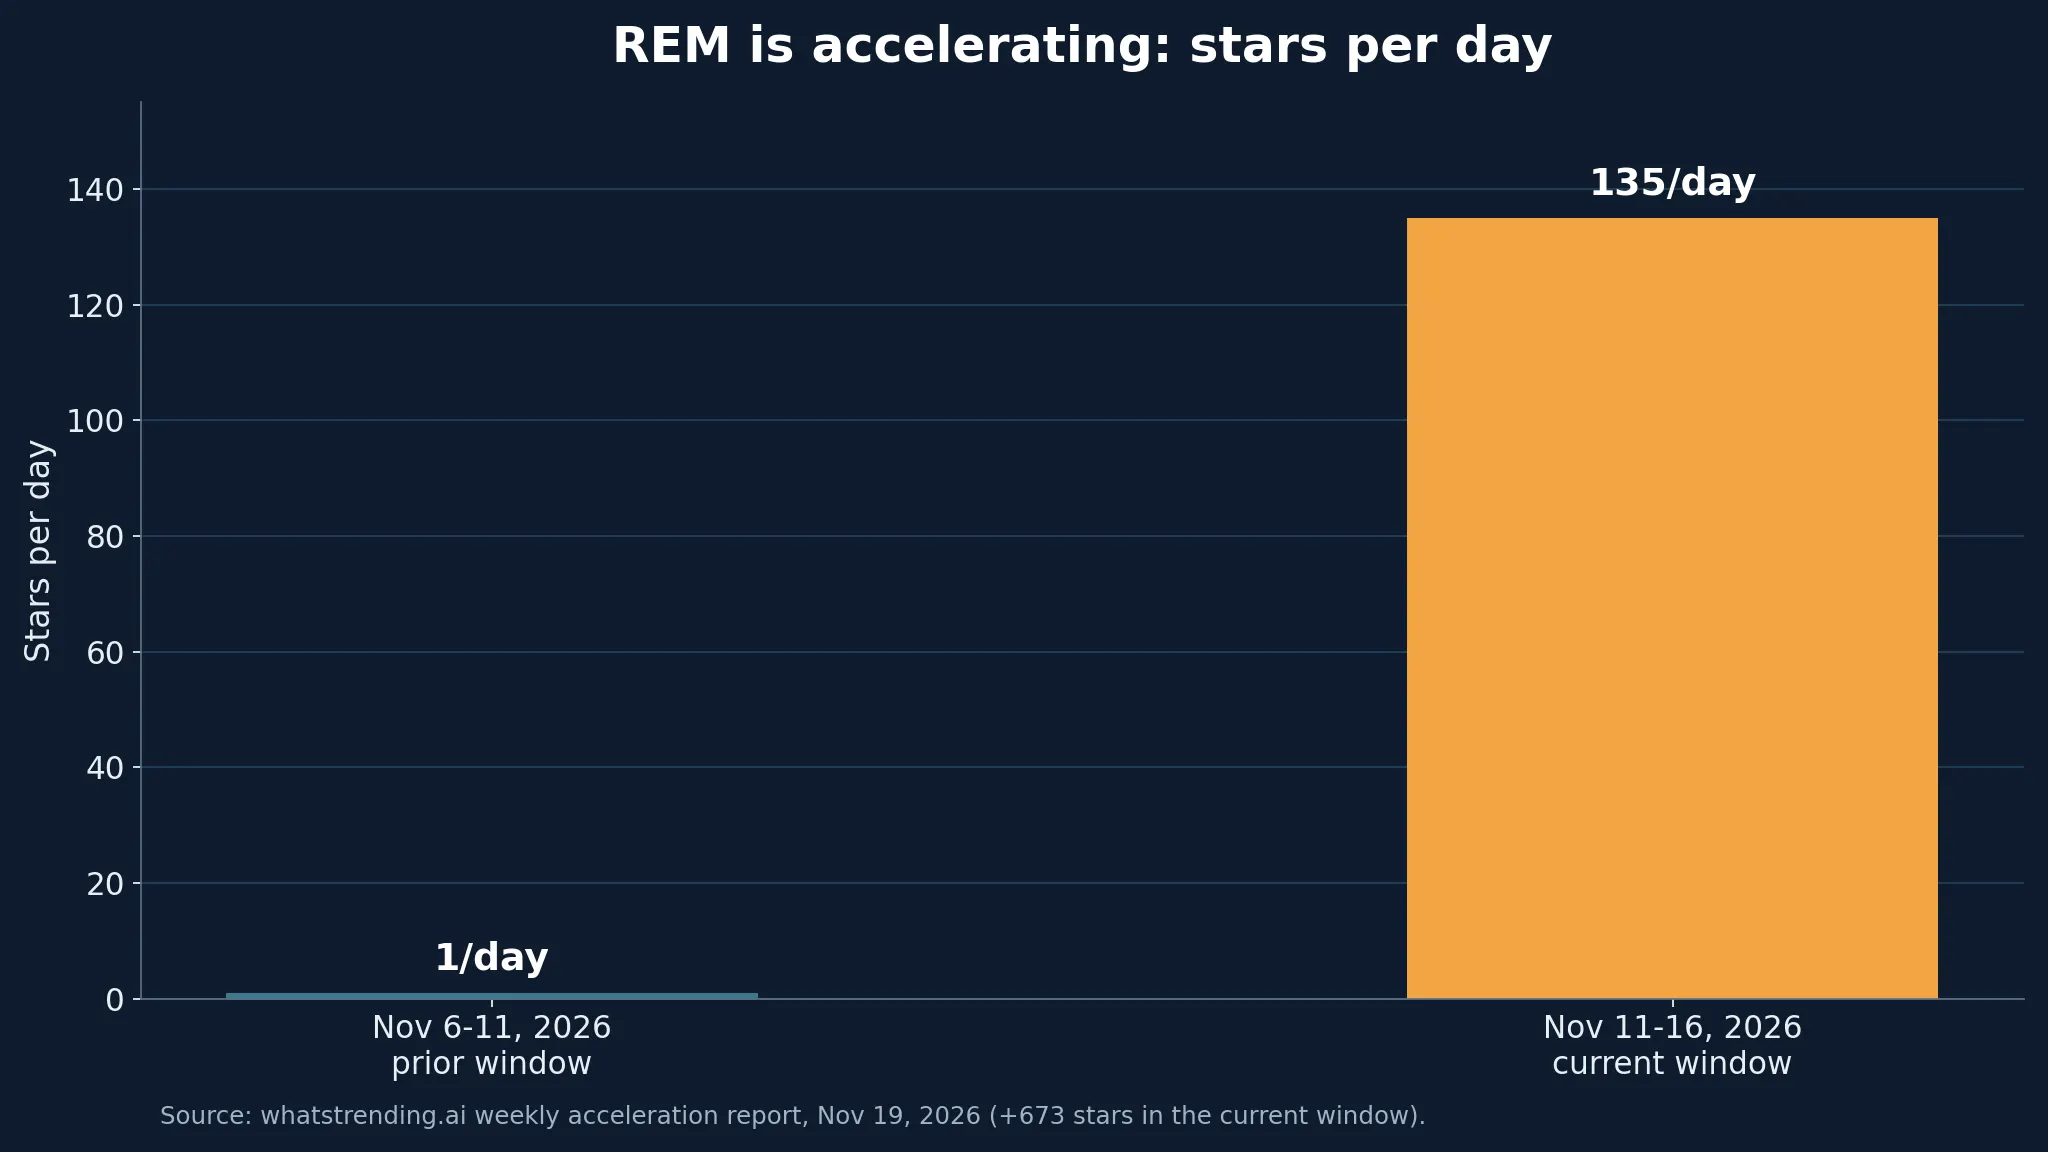 REM is accelerating: stars per day
Stars per day
140
120
100
80
60
40
20
0
135/day
1/day
Nov 6-11, 2026
prior window
Nov 11-16, 2026
current window
Source: whatstrending.ai weekly acceleration report, Nov 19, 2026 (+673 stars in the current window).